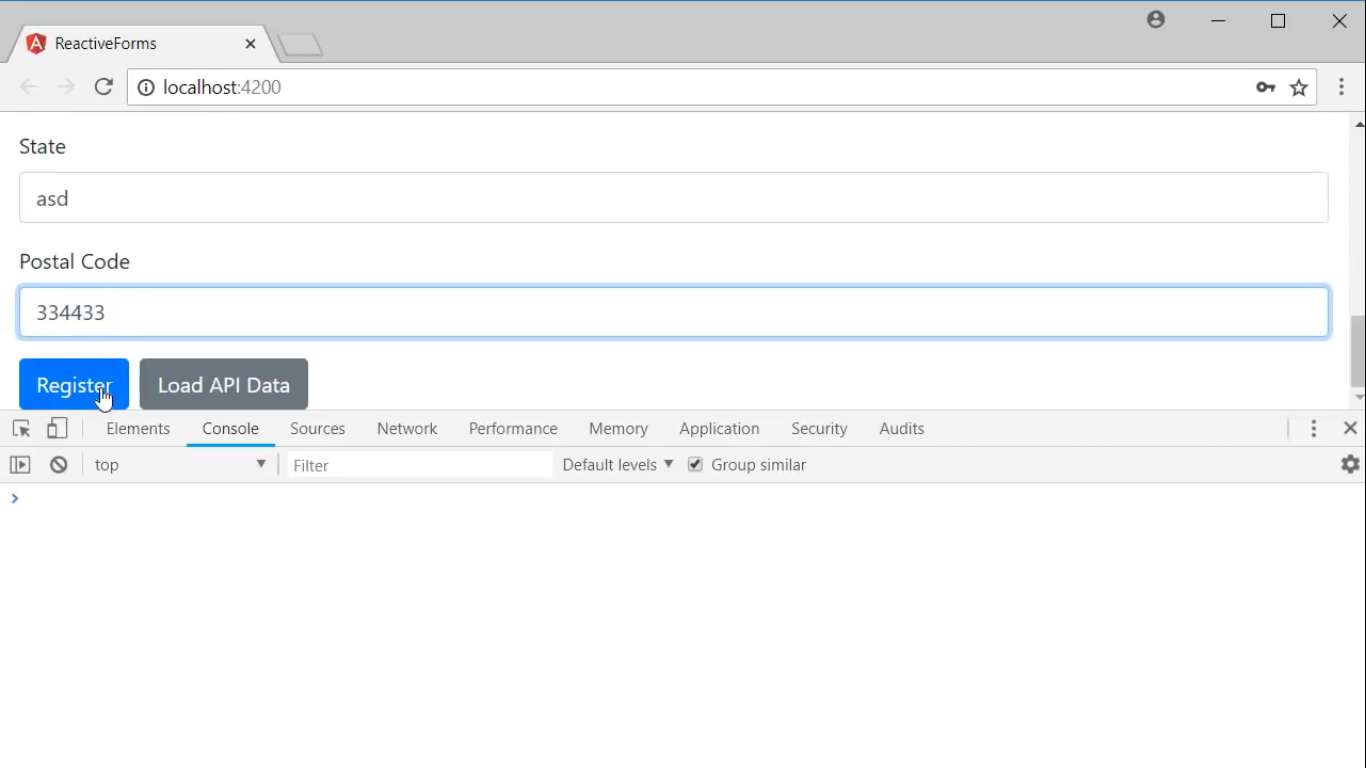 ReactiveForms
localhost:4200
State
asd
Postal Code
334433
Register Load API Data
Elements Console Sources Network Performance Memory Application Security Audits
top Filter Default levels Group similar